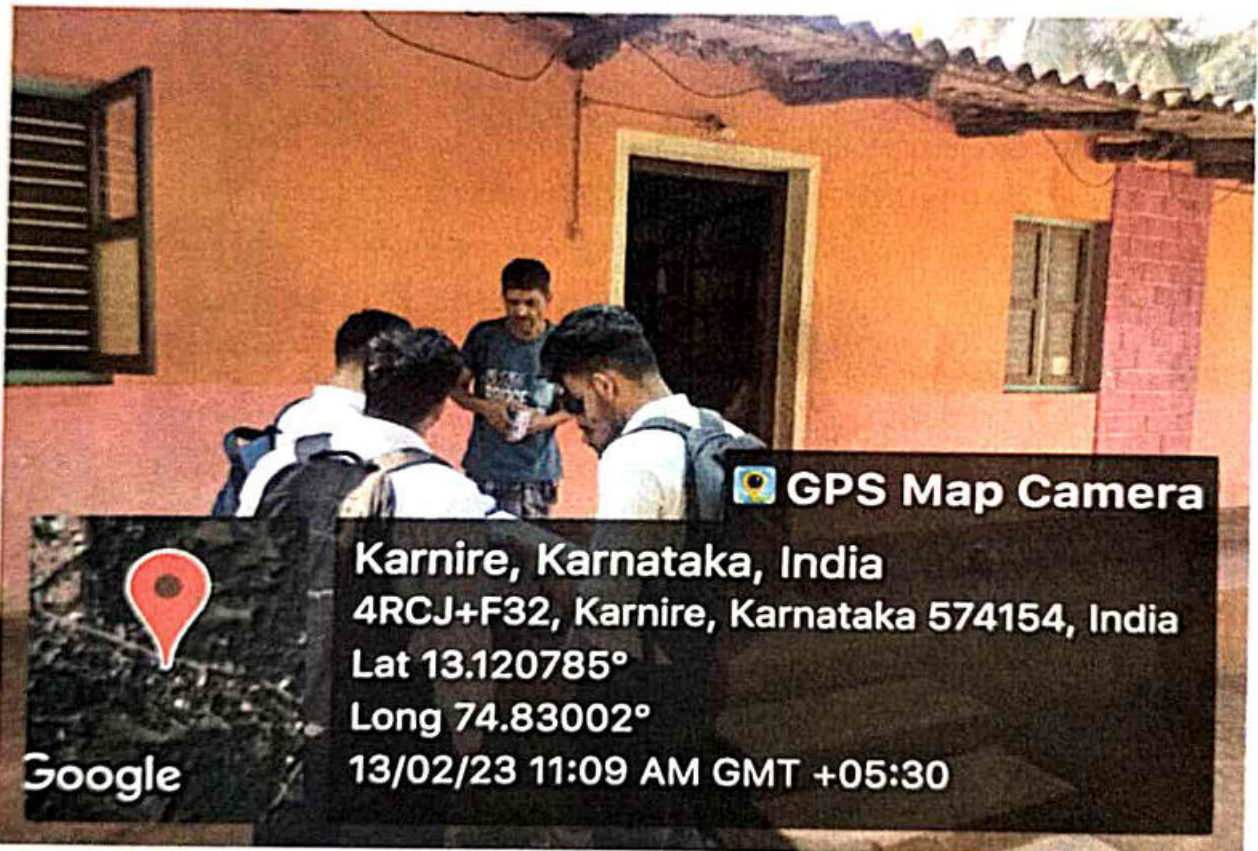 GPS Map Camera
Karnire, Karnataka, India
4RCJ+F32, Karnire, Karnataka 574154, India
Lat 13.120785°
Long 74.83002°
13/02/23 11:09 AM GMT +05:30
Google